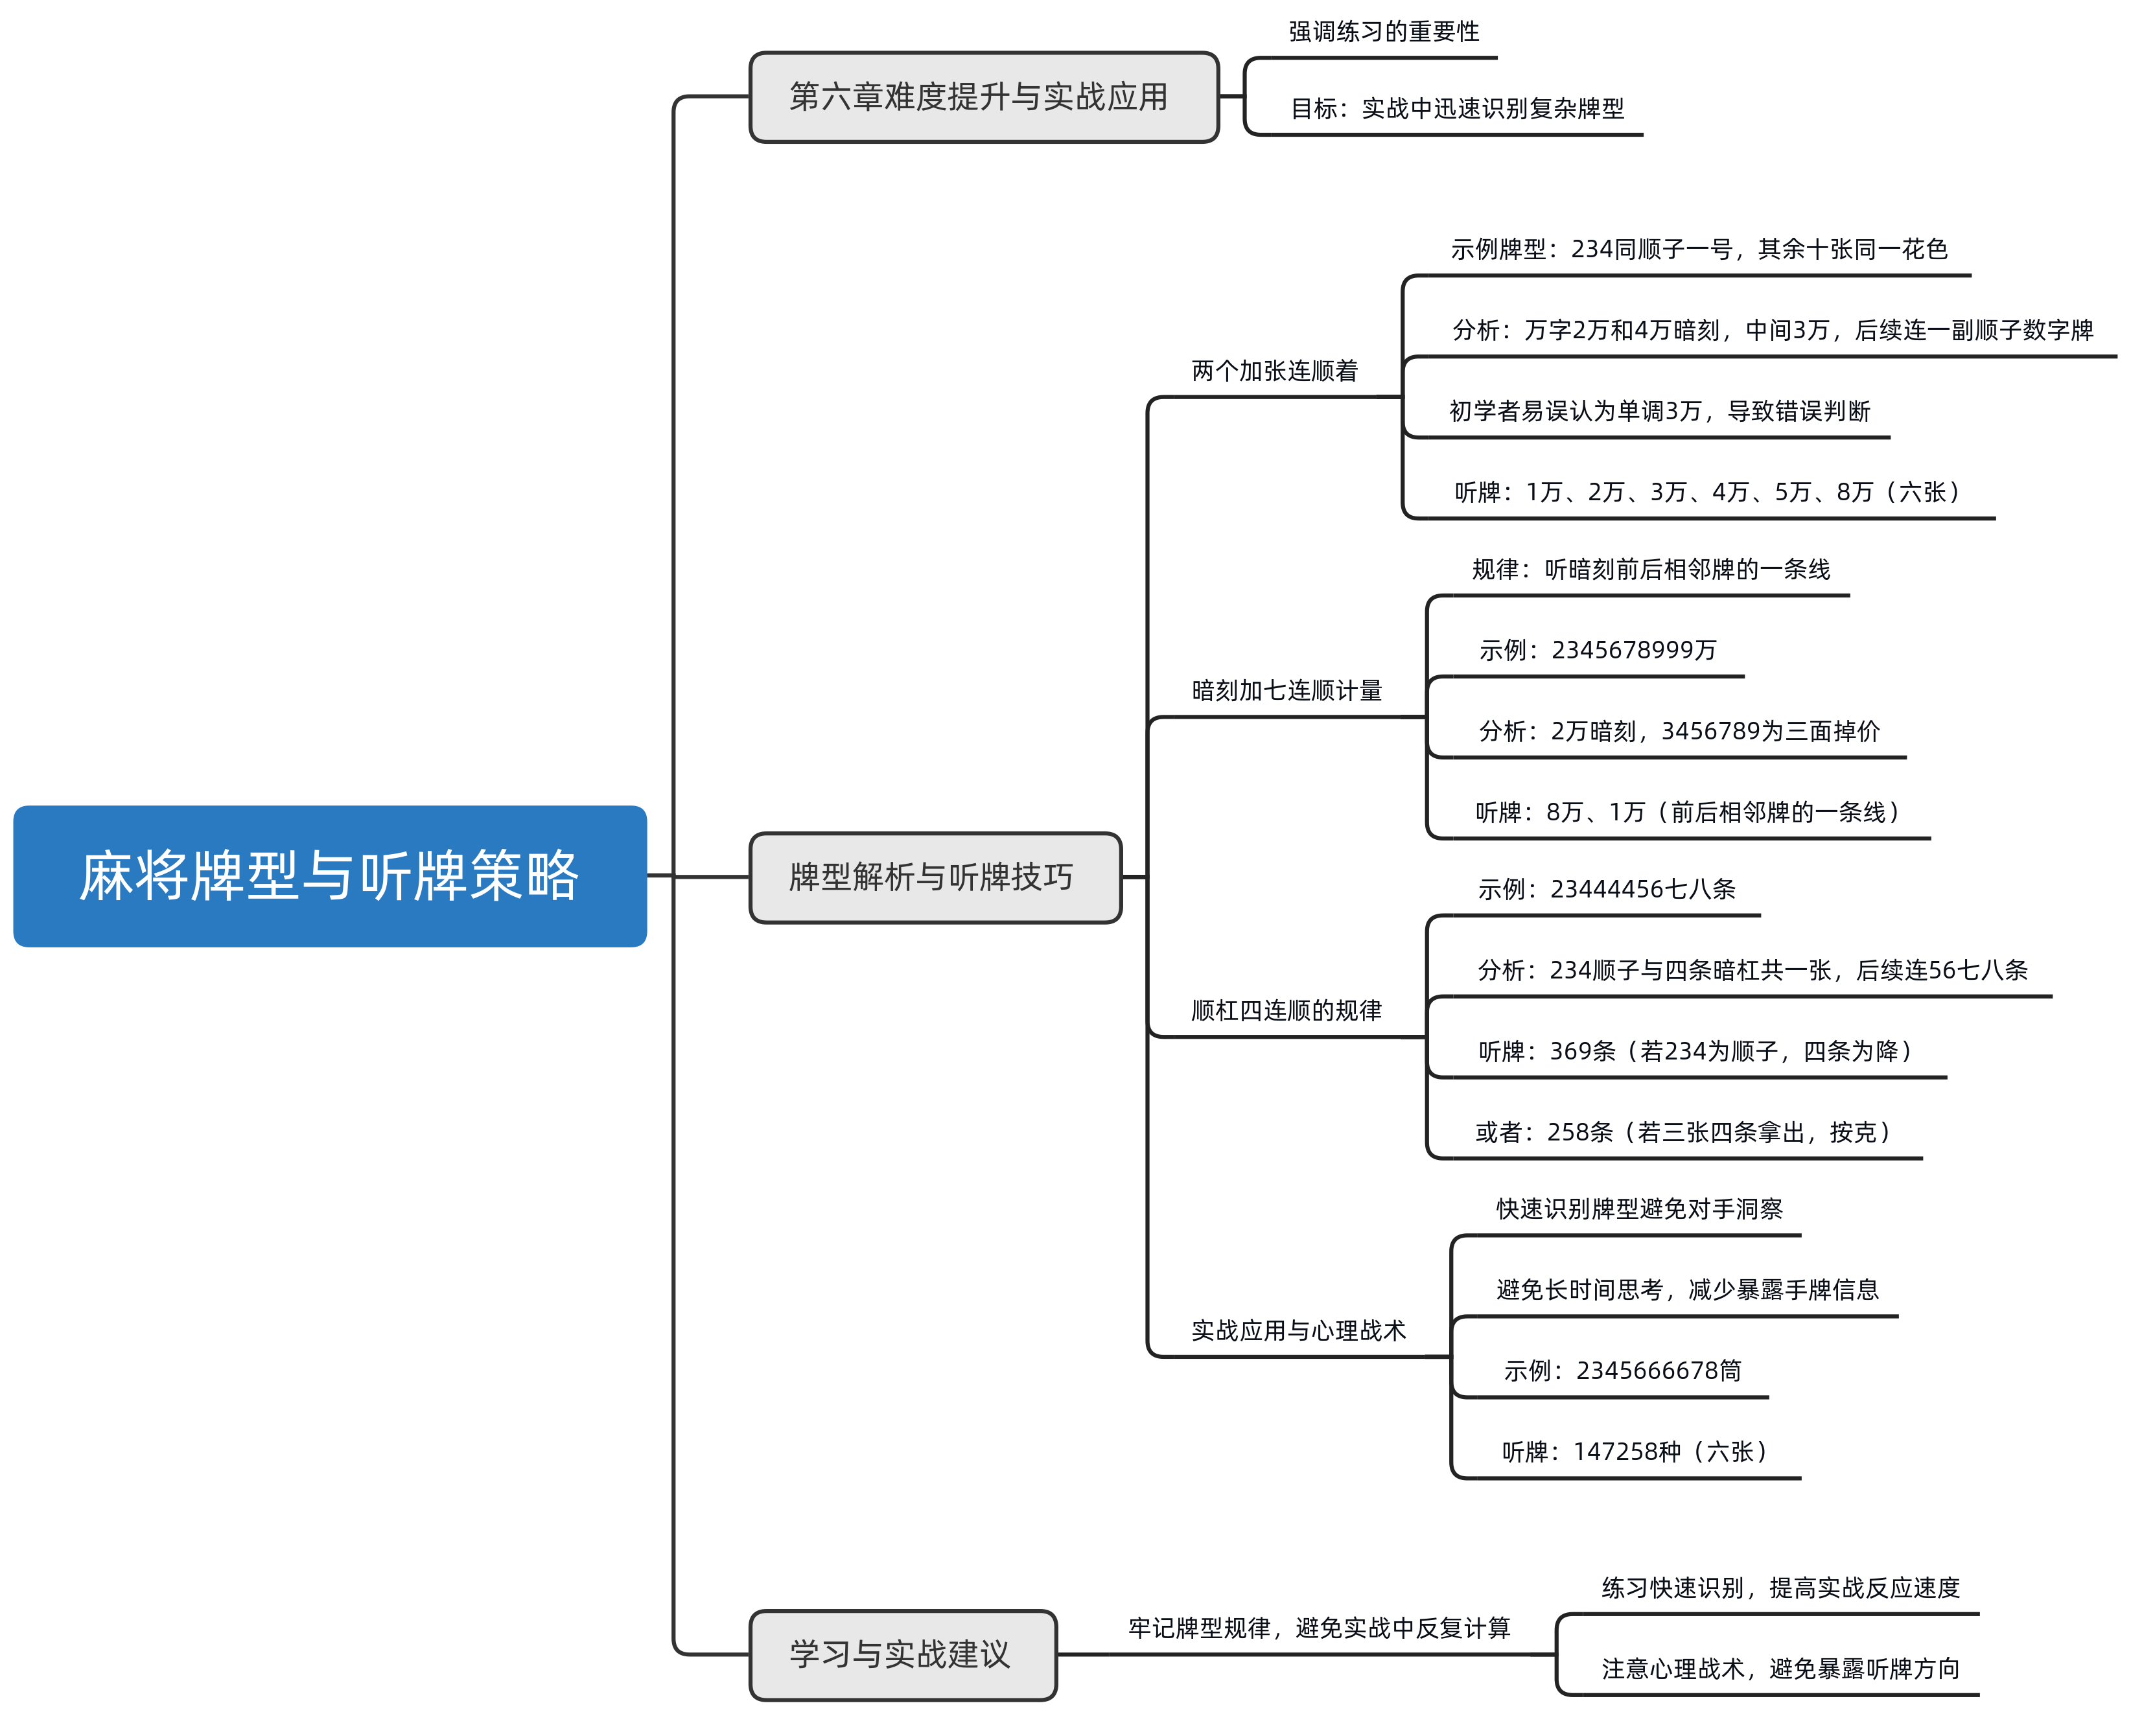 麻将牌型与听牌策略
第六章难度提升与实战应用
强调练习的重要性
目标：实战中迅速识别复杂牌型
牌型解析与听牌技巧
两个加张连顺着
示例牌型：234同顺子一号，其余十张同一花色
分析：万字2万和4万暗刻，中间3万，后续连一副顺子数字牌
初学者易误认为单调3万，导致错误判断
听牌：1万、2万、3万、4万、5万、8万（六张）
暗刻加七连顺计量
规律：听暗刻前后相邻牌的一条线
示例：2345678999万
分析：2万暗刻，3456789为三面掉价
听牌：8万、1万（前后相邻牌的一条线）
顺杠四连顺的规律
示例：23444456七八条
分析：234顺子与四条暗杠共一张，后续连56七八条
听牌：369条（若234为顺子，四条为降）
或者：258条（若三张四条拿出，按克）
实战应用与心理战术
快速识别牌型避免对手洞察
避免长时间思考，减少暴露手牌信息
示例：2345666678筒
听牌：147258种（六张）
学习与实战建议
牢记牌型规律，避免实战中反复计算
练习快速识别，提高实战反应速度
注意心理战术，避免暴露听牌方向